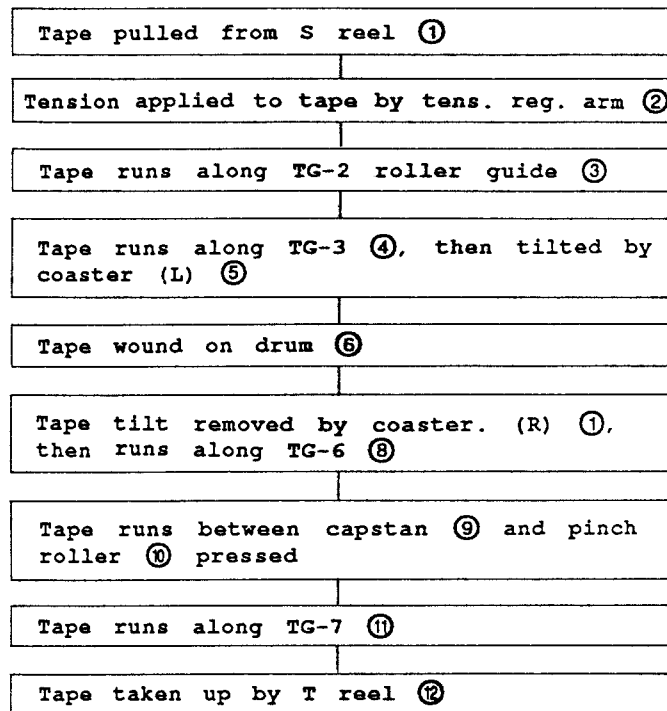 Tape pulled from S reel ①
Tension applied to tape by tens. reg. arm ②
Tape runs along TG-2 roller guide ③
Tape runs along TG-3 ④, then tilted by
coaster (L) ⑤
Tape wound on drum ⑥
Tape tilt removed by coaster. (R) ①,
then runs along TG-6 ⑧
Tape runs between capstan ⑨ and pinch
roller ⑩ pressed
Tape runs along TG-7 ⑪
Tape taken up by T reel ⑫